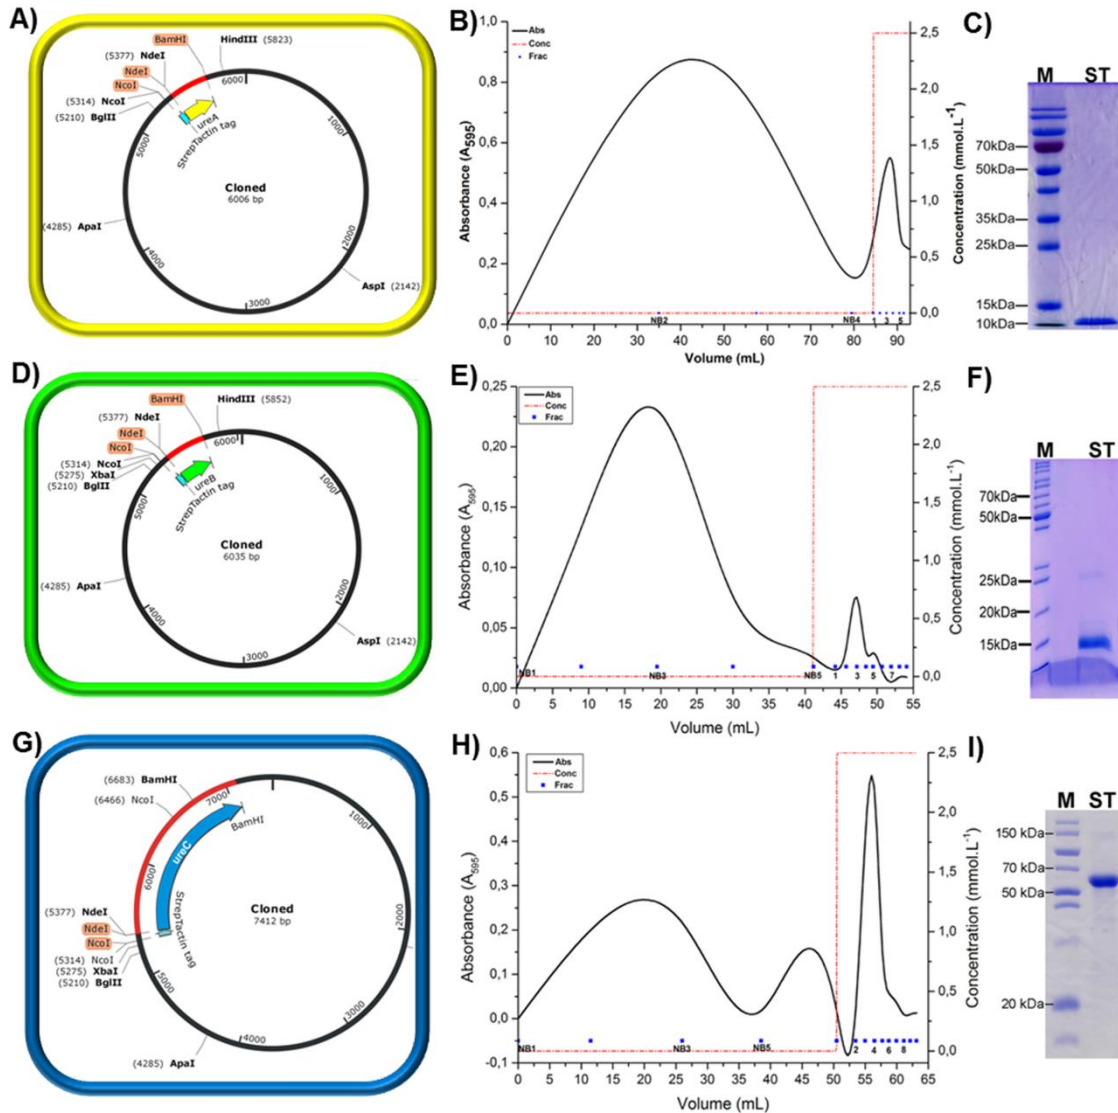 A)
BamHI HindIII (5823)
(5377) NdeI
NdeI
NcoI
(5314) NcoI
(5210) BglII
6000
1000
2000
3000
4000
5000
ureA
StrepTactin tag
Cloned
6006 bp
(4285) ApaI
AspI (2142)
B)
Abs
Conc
Frac
Absorbance (A595)
1,0
0,8
0,6
0,4
0,2
0,0
2,5
2,0
1,5
1,0
0,5
0,0
Concentration (mmol.L-1)
NB2 NB4 1 3 5
0 10 20 30 40 50 60 70 80 90
Volume (mL)
C)
M ST
70kDa
50kDa
35kDa
25kDa
15kDa
10kDa
D)
BamHI HindIII (5852)
(5377) NdeI
NdeI
NcoI
(5314) NcoI
(5275) XbaI
(5210) BglII
6000
1000
2000
3000
4000
5000
ureB
StrepTactin tag
Cloned
6035 bp
(4285) ApaI
AspI (2142)
E)
Abs
Conc
Frac
Absorbance (A595)
0,25
0,20
0,15
0,10
0,05
0,00
2,5
2,0
1,5
1,0
0,5
0,0
Concentration (mmol.L-1)
NB1 NB3 NB5 1 3 5 7
0 5 10 15 20 25 30 35 40 45 50 55
Volume (mL)
F)
M ST
70kDa
50kDa
25kDa
20kDa
15kDa
G)
(6683) BamHI
(6466) NcoI
7000
BamHI
1000
2000
3000
4000
5000
6000
ureC
StrepTactin tag
Cloned
7412 bp
(5377) NdeI
NdeI
NcoI
(5314) NcoI
(5275) XbaI
(5210) BglII
(4285) ApaI
H)
Abs
Conc
Frac
Absorbance (A595)
0,6
0,5
0,4
0,3
0,2
0,1
0,0
-0,1
2,5
2,0
1,5
1,0
0,5
0,0
Concentration (mmol.L-1)
NB1 NB3 NB5 2 4 6 8
0 5 10 15 20 25 30 35 40 45 50 55 60 65
Volume (mL)
I)
M ST
150 kDa
70 kDa
50 kDa
20 kDa